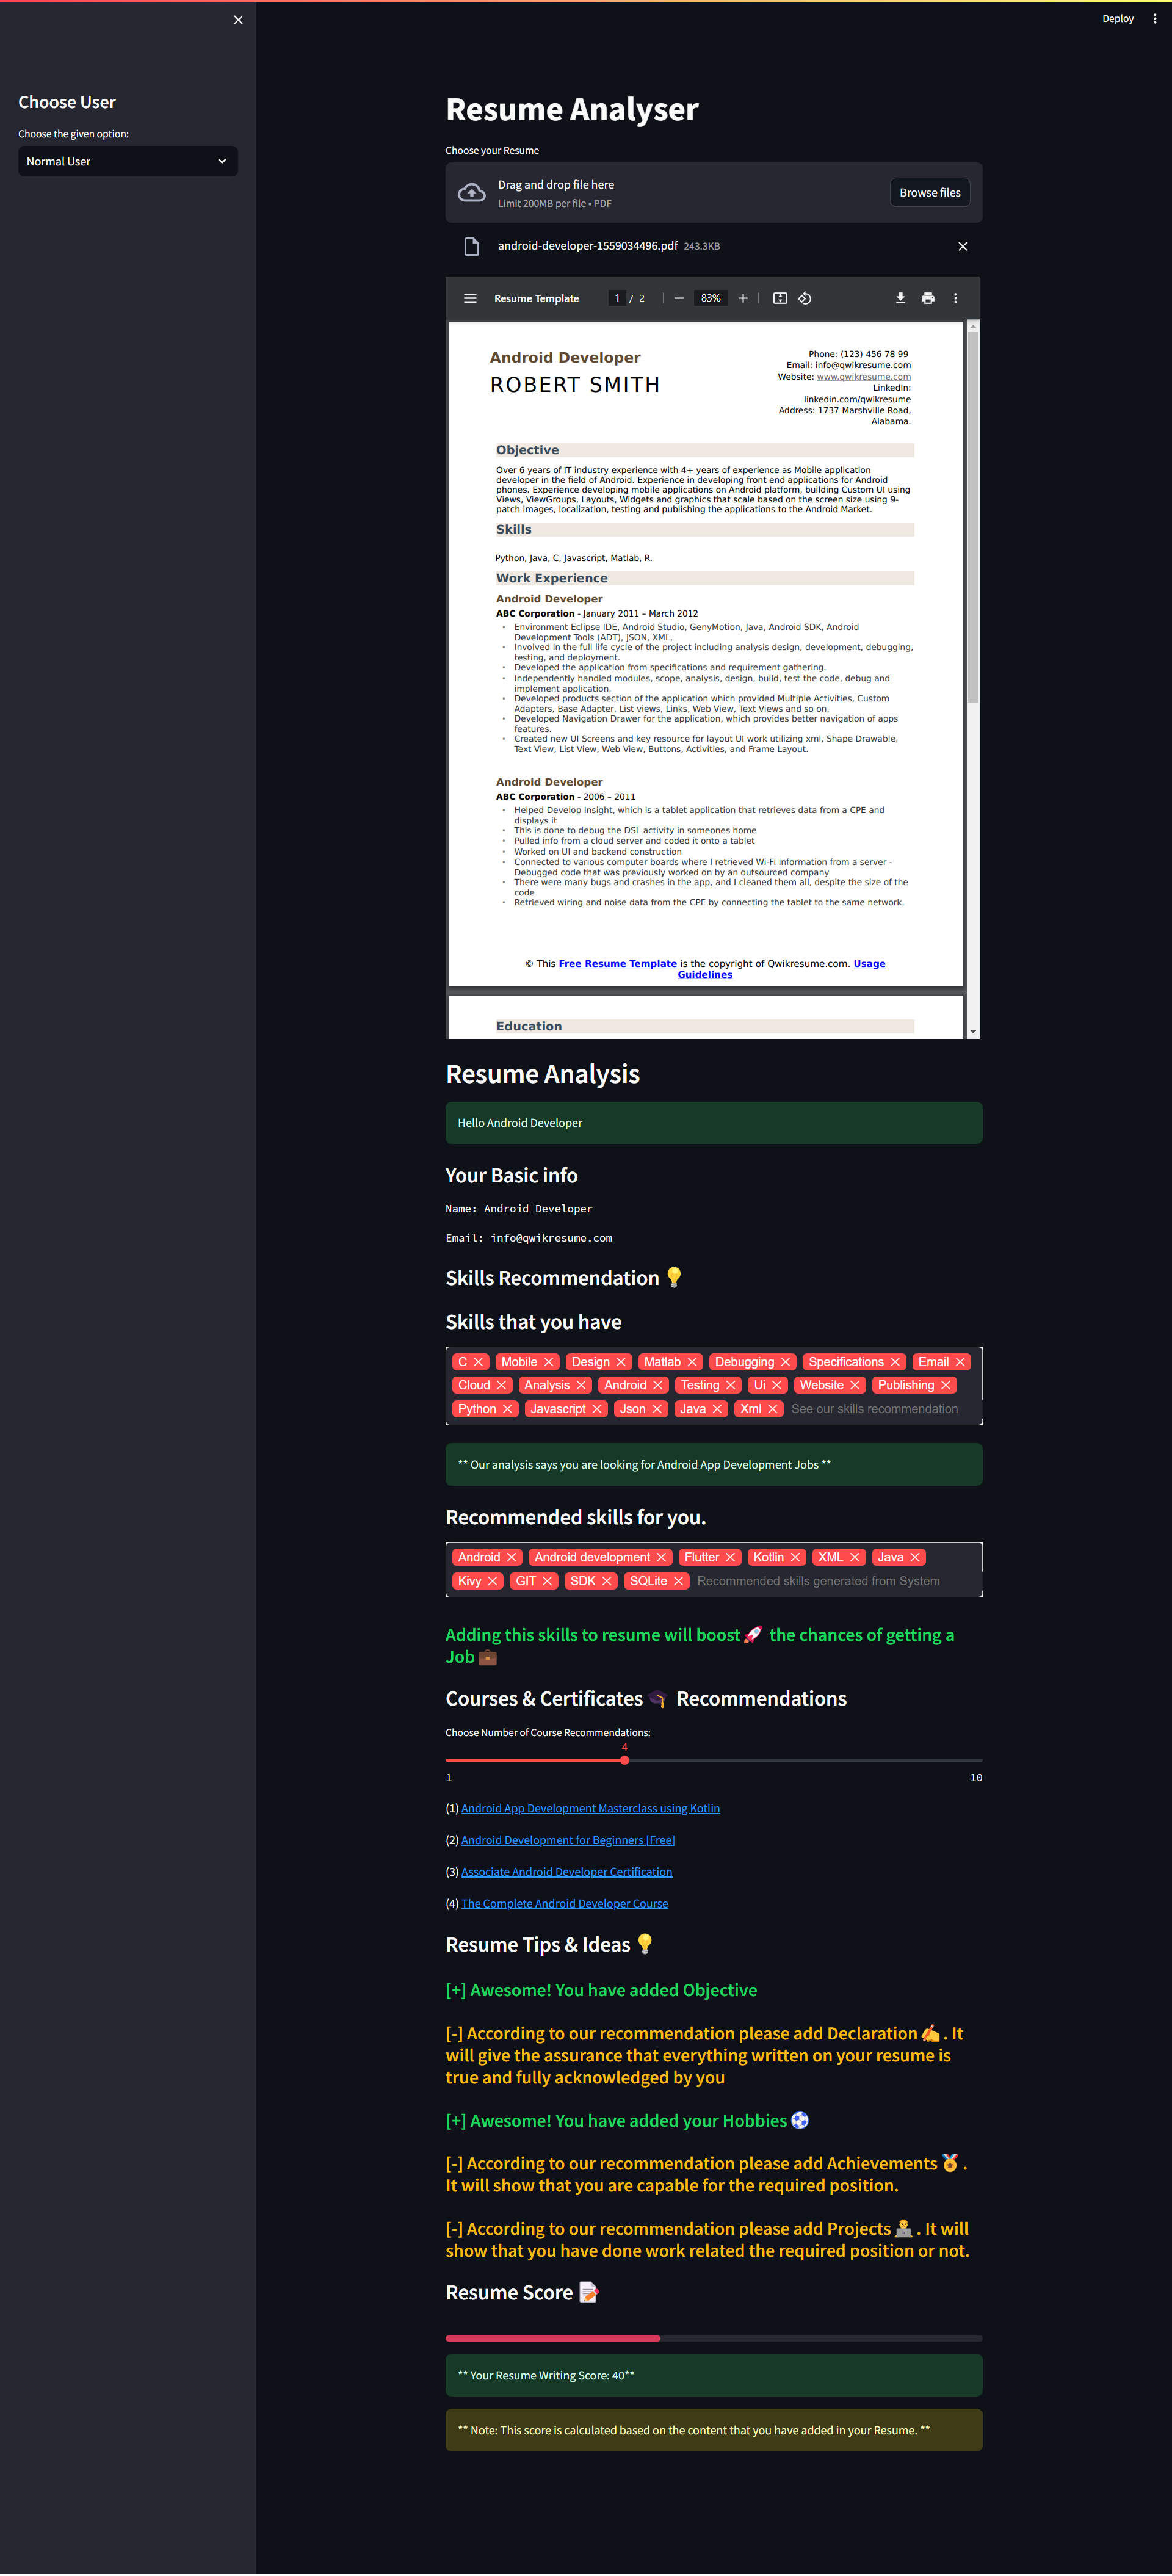 Deploy
Choose User
Choose the given option:
Normal User
Resume Analyser
Choose your Resume
Drag and drop file here
Limit 200MB per file • PDF
Browse files
android-developer-1559034496.pdf 243.3KB
Resume Template 1 / 2 83%
Android Developer
ROBERT SMITH
Phone: (123) 456 78 99
Email: info@qwikresume.com
Website: www.qwikresume.com
LinkedIn:
linkedin.com/qwikresume
Address: 1737 Marshville Road,
Alabama.
Objective
Over 6 years of IT industry experience with 4+ years of experience as Mobile application
developer in the field of Android. Experience in developing front end applications for Android
phones. Experience developing mobile applications on Android platform, building Custom UI using
Views, ViewGroups, Layouts, Widgets and graphics that scale based on the screen size using 9-
patch images, localization, testing and publishing the applications to the Android Market.
Skills
Python, Java, C, Javascript, Matlab, R.
Work Experience
Android Developer
ABC Corporation - January 2011 – March 2012
• Environment Eclipse IDE, Android Studio, GenyMotion, Java, Android SDK, Android
Development Tools (ADT), JSON, XML,
• Involved in the full life cycle of the project including analysis design, development, debugging,
testing, and deployment.
• Developed the application from specifications and requirement gathering.
• Independently handled modules, scope, analysis, design, build, test the code, debug and
implement application.
• Developed products section of the application which provided Multiple Activities, Custom
Adapters, Base Adapter, List views, Links, Web View, Text Views and so on.
• Developed Navigation Drawer for the application, which provides better navigation of apps
features.
• Created new UI Screens and key resource for layout UI work utilizing xml, Shape Drawable,
Text View, List View, Web View, Buttons, Activities, and Frame Layout.
Android Developer
ABC Corporation - 2006 – 2011
• Helped Develop Insight, which is a tablet application that retrieves data from a CPE and
displays it
• This is done to debug the DSL activity in someones home
• Pulled info from a cloud server and coded it onto a tablet
• Worked on UI and backend construction
• Connected to various computer boards where I retrieved Wi-Fi information from a server -
Debugged code that was previously worked on by an outsourced company
• There were many bugs and crashes in the app, and I cleaned them all, despite the size of the
code
• Retrieved wiring and noise data from the CPE by connecting the tablet to the same network.
© This Free Resume Template is the copyright of Qwikresume.com. Usage
Guidelines
Education
Resume Analysis
Hello Android Developer
Your Basic info
Name: Android Developer
Email: info@qwikresume.com
Skills Recommendation 💡
Skills that you have
C Mobile Design Matlab Debugging Specifications Email
Cloud Analysis Android Testing Ui Website Publishing
Python Javascript Json Java Xml See our skills recommendation
** Our analysis says you are looking for Android App Development Jobs **
Recommended skills for you.
Android Android development Flutter Kotlin XML Java
Kivy GIT SDK SQLite Recommended skills generated from System
Adding this skills to resume will boost 🚀 the chances of getting a
Job 💼
Courses & Certificates 🎓 Recommendations
Choose Number of Course Recommendations:
4
1 10
(1) Android App Development Masterclass using Kotlin
(2) Android Development for Beginners [Free]
(3) Associate Android Developer Certification
(4) The Complete Android Developer Course
Resume Tips & Ideas 💡
[+] Awesome! You have added Objective
[-] According to our recommendation please add Declaration ✍. It
will give the assurance that everything written on your resume is
true and fully acknowledged by you
[+] Awesome! You have added your Hobbies ⚽
[-] According to our recommendation please add Achievements 🏅 .
It will show that you are capable for the required position.
[-] According to our recommendation please add Projects 👨‍💻 . It will
show that you have done work related the required position or not.
Resume Score 📝
** Your Resume Writing Score: 40**
** Note: This score is calculated based on the content that you have added in your Resume. **